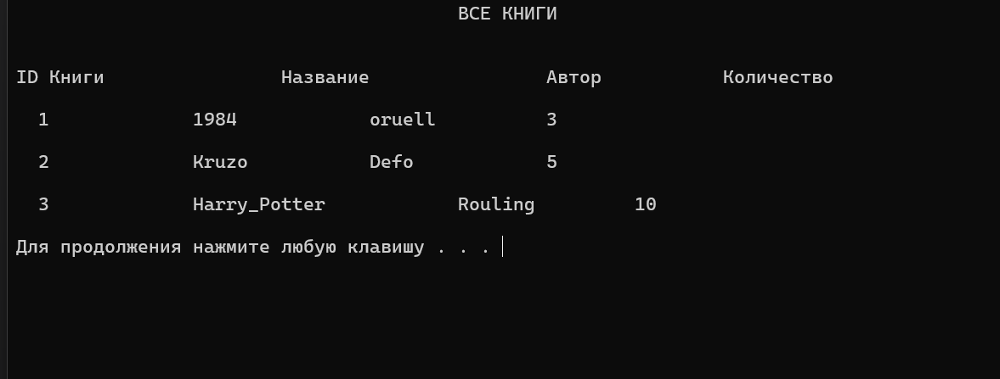 ВСЕ КНИГИ
ID Книги Название Автор Количество
1 1984 oruell 3
2 Kruzo Defo 5
3 Harry_Potter Rouling 10
Для продолжения нажмите любую клавишу . . .